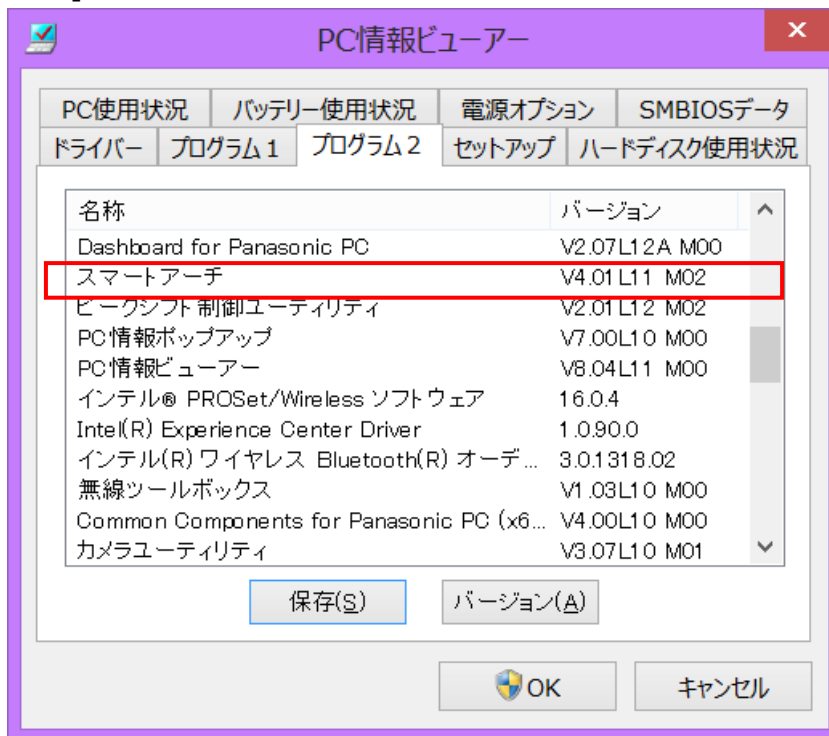 PC情報ビューアー
PC使用状況 バッテリー使用状況 電源オプション SMBIOSデータ
ドライバー プログラム1 プログラム2 セットアップ ハードディスク使用状況
名称 バージョン
Dashboard for Panasonic PC V2.07L12A M00
スマートアーチ V4.01L11 M02
ピークシフト制御ユーティリティ V2.01L12 M02
PC情報ポップアップ V7.00L10 M00
PC情報ビューアー V8.04L11 M00
インテル® PROSet/Wireless ソフトウェア 16.0.4
Intel(R) Experience Center Driver 1.0.90.0
インテル(R) ワイヤレス Bluetooth(R) オーデ... 3.0.1318.02
無線ツールボックス V1.03L10 M00
Common Components for Panasonic PC (x6... V4.00L10 M00
カメラユーティリティ V3.07L10 M01
保存(S) バージョン(A)
OK キャンセル